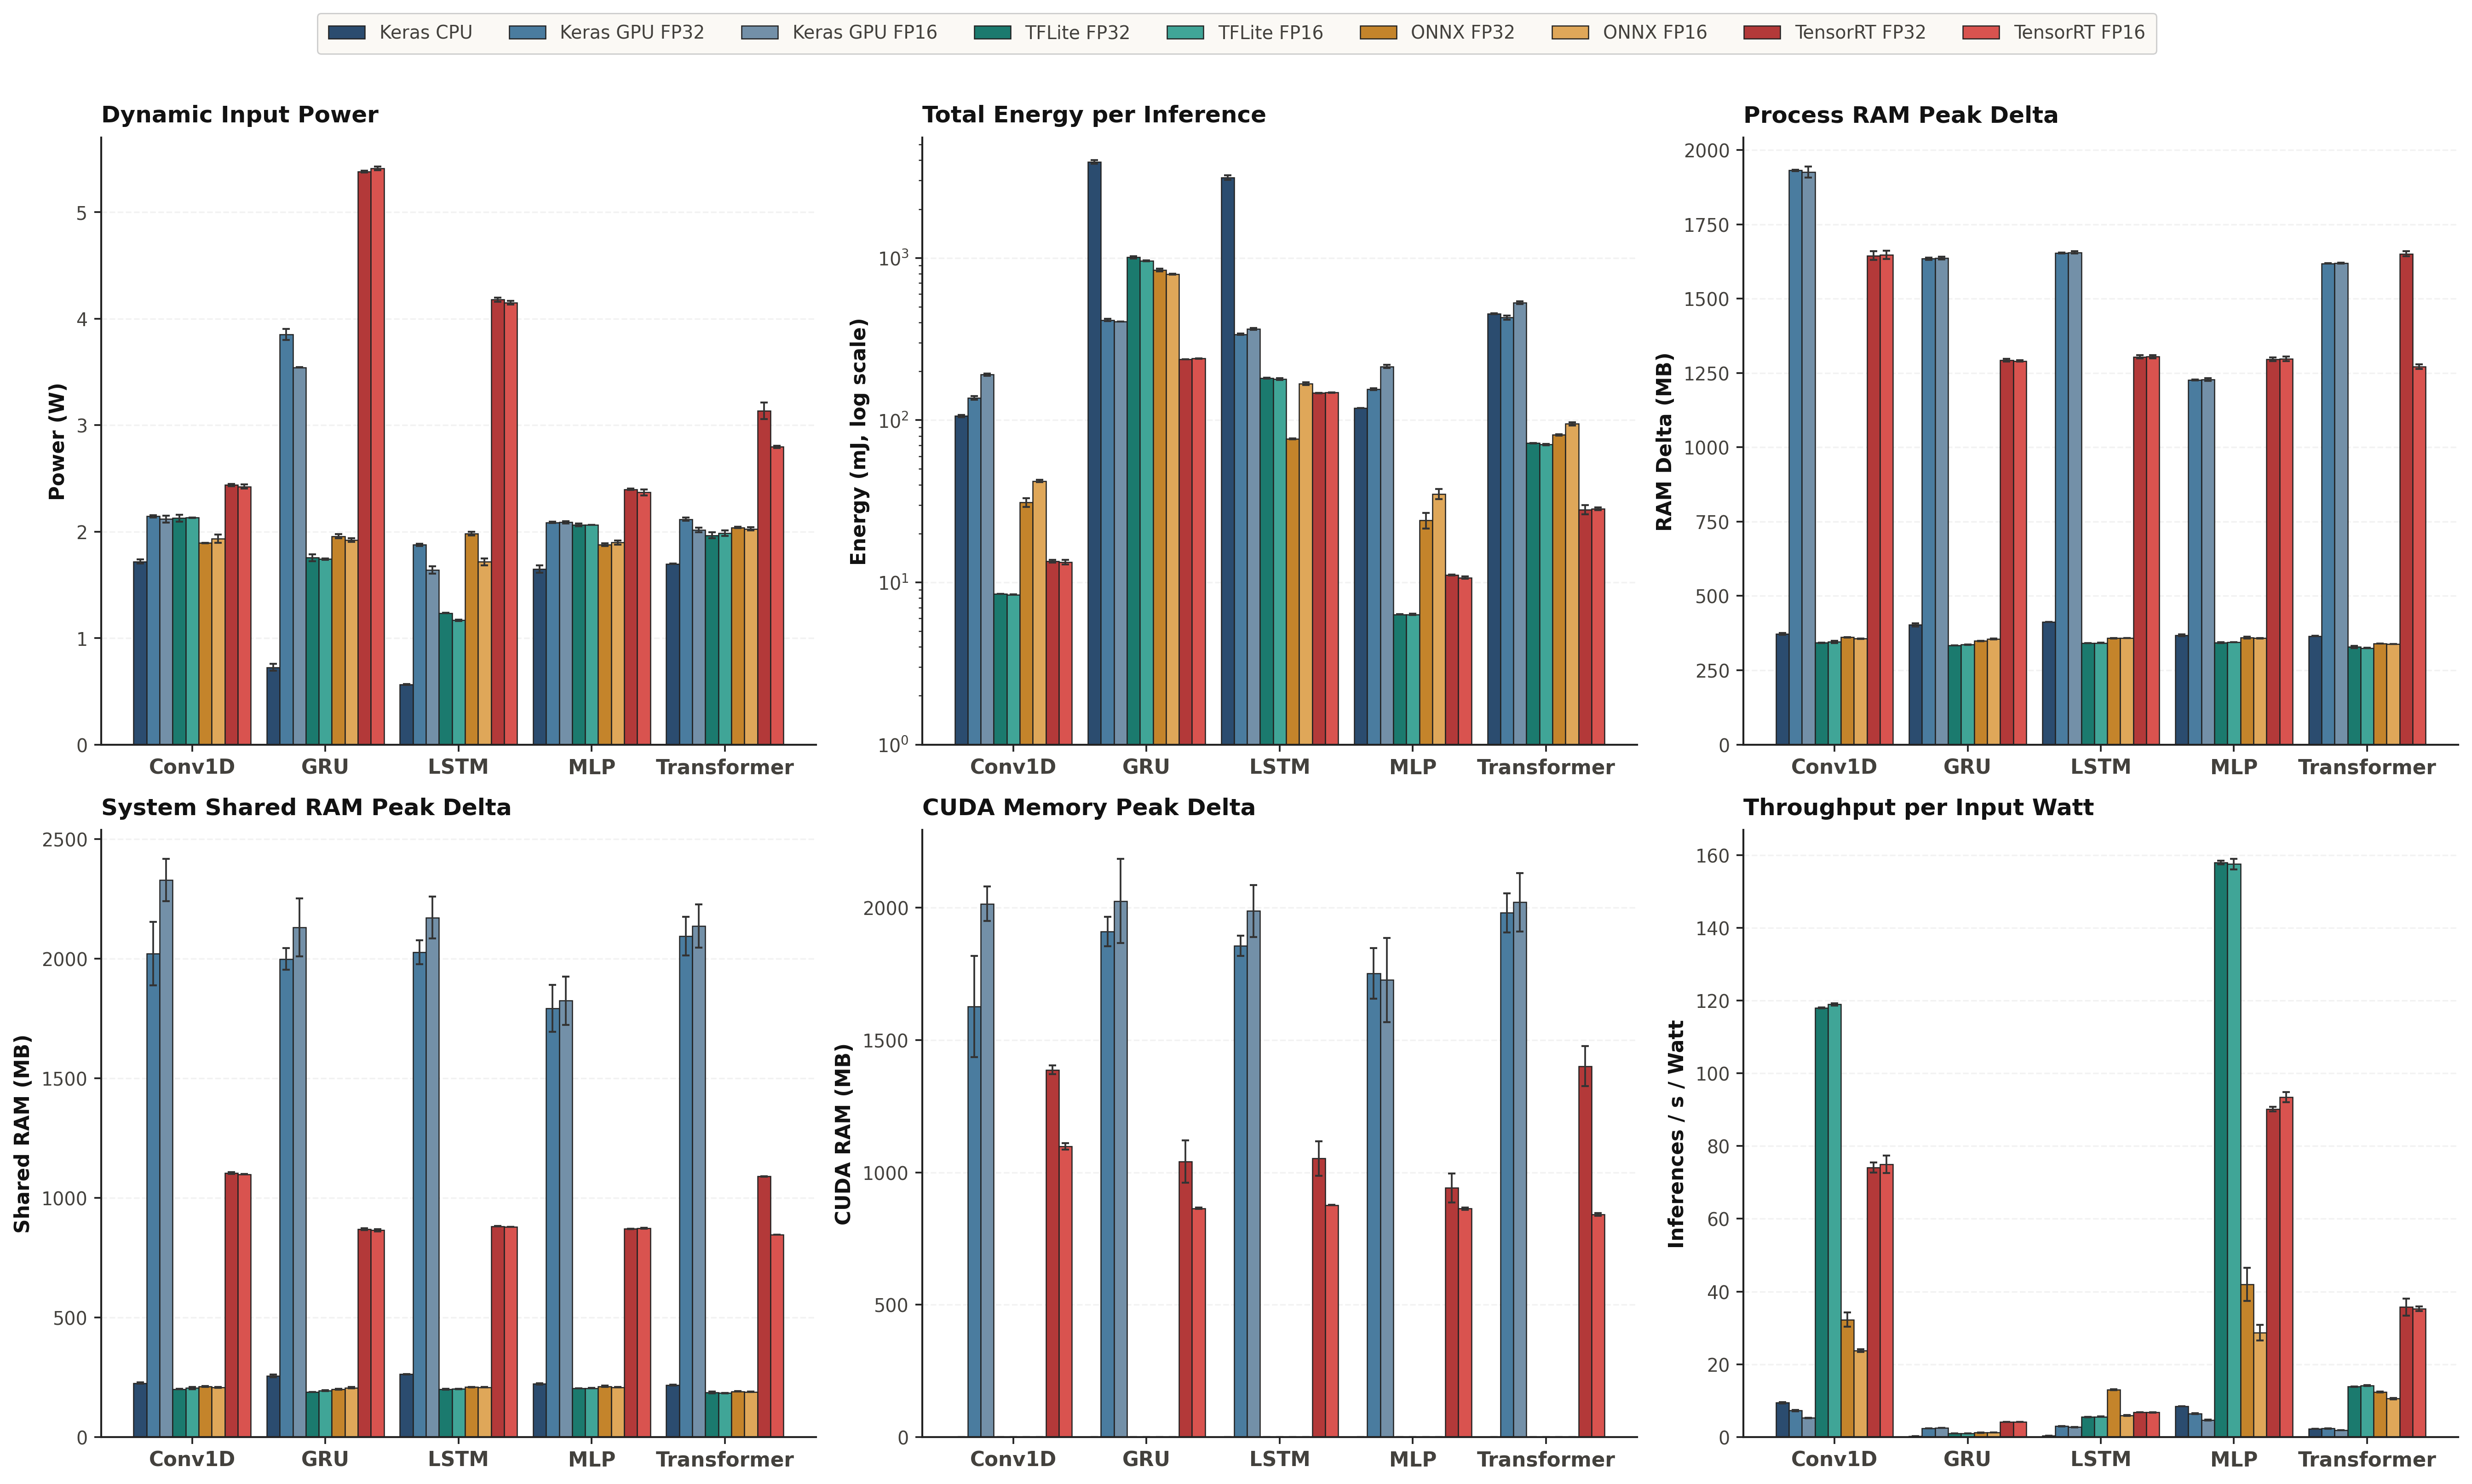 Keras CPU Keras GPU FP32 Keras GPU FP16 TFLite FP32 TFLite FP16 ONNX FP32 ONNX FP16 TensorRT FP32 TensorRT FP16
Dynamic Input Power
Power (W)
5
4
3
2
1
0
Conv1D GRU LSTM MLP Transformer
Total Energy per Inference
Energy (mJ, log scale)
10³
10²
10¹
10⁰
Conv1D GRU LSTM MLP Transformer
Process RAM Peak Delta
RAM Delta (MB)
2000
1750
1500
1250
1000
750
500
250
0
Conv1D GRU LSTM MLP Transformer
System Shared RAM Peak Delta
Shared RAM (MB)
2500
2000
1500
1000
500
0
Conv1D GRU LSTM MLP Transformer
CUDA Memory Peak Delta
CUDA RAM (MB)
2000
1500
1000
500
0
Conv1D GRU LSTM MLP Transformer
Throughput per Input Watt
Inferences / s / Watt
160
140
120
100
80
60
40
20
0
Conv1D GRU LSTM MLP Transformer